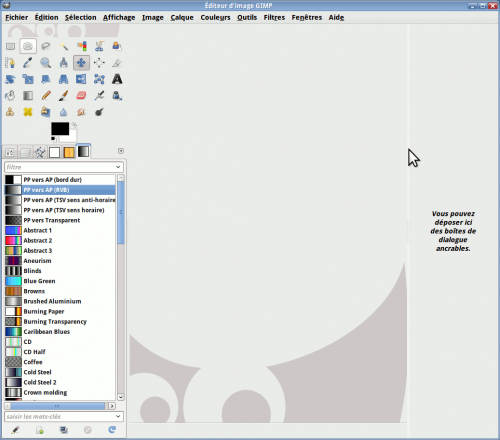 Éditeur d'image GIMP
Fichier Édition Sélection Affichage Image Calque Couleurs Outils Filtres Fenêtres Aide
filtre
PP vers AP (bord dur)
PP vers AP (RVB)
PP vers AP (TSV sens anti-horaire
PP vers AP (TSV sens horaire)
PP vers Transparent
Abstract 1
Abstract 2
Abstract 3
Aneurism
Blinds
Blue Green
Browns
Brushed Aluminium
Burning Paper
Burning Transparency
Caribbean Blues
CD
CD Half
Coffee
Cold Steel
Cold Steel 2
Crown molding
saisir les mots-clés
Vous pouvez
déposer ici
des boîtes de
dialogue
ancrables.